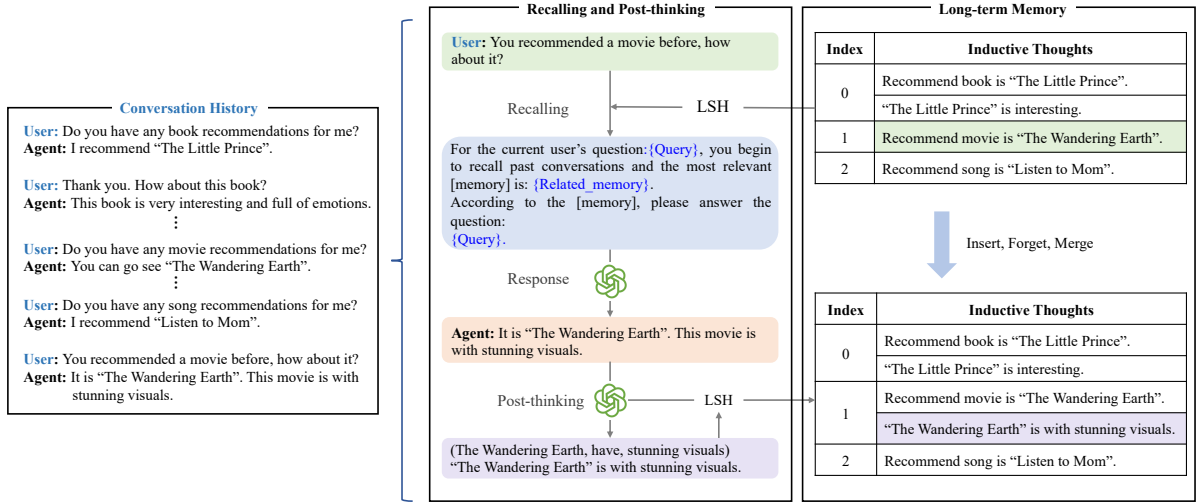 Conversation History
User: Do you have any book recommendations for me?
Agent: I recommend “The Little Prince”.
User: Thank you. How about this book?
Agent: This book is very interesting and full of emotions.
⋮
User: Do you have any movie recommendations for me?
Agent: You can go see “The Wandering Earth”.
⋮
User: Do you have any song recommendations for me?
Agent: I recommend “Listen to Mom”.
User: You recommended a movie before, how about it?
Agent: It is “The Wandering Earth”. This movie is with
stunning visuals.
Recalling and Post-thinking
User: You recommended a movie before, how
about it?
Recalling
LSH
For the current user's question:{Query}, you begin
to recall past conversations and the most relevant
[memory] is: {Related_memory}.
According to the [memory], please answer the
question:
{Query}.
Response
Agent: It is “The Wandering Earth”. This movie
is with stunning visuals.
Post-thinking
LSH
(The Wandering Earth, have, stunning visuals)
“The Wandering Earth” is with stunning visuals.
Long-term Memory
Index Inductive Thoughts
0 Recommend book is “The Little Prince”.
“The Little Prince” is interesting.
1 Recommend movie is “The Wandering Earth”.
2 Recommend song is “Listen to Mom”.
Insert, Forget, Merge
Index Inductive Thoughts
0 Recommend book is “The Little Prince”.
“The Little Prince” is interesting.
1 Recommend movie is “The Wandering Earth”.
“The Wandering Earth” is with stunning visuals.
2 Recommend song is “Listen to Mom”.